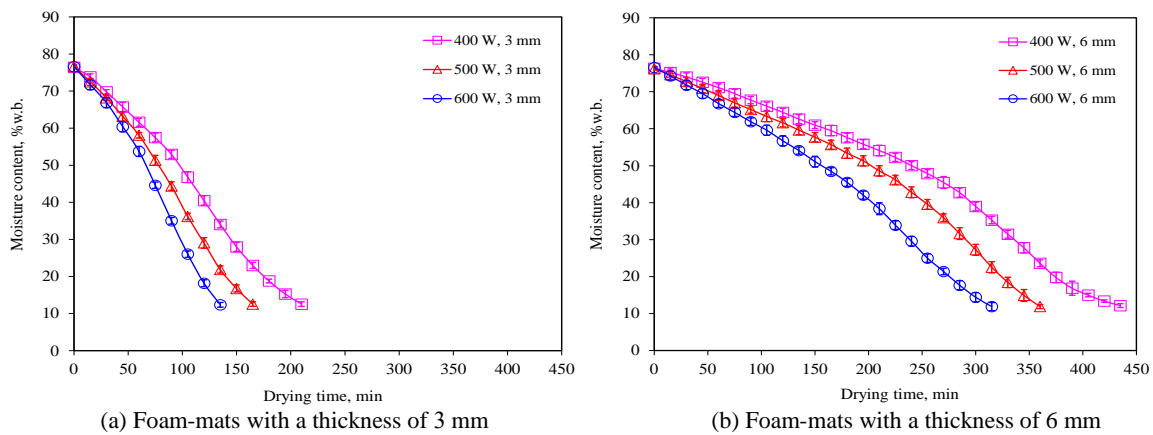 90
80
70
60
50
40
30
20
10
0
Moisture content, %w.b.
400 W, 3 mm
500 W, 3 mm
600 W, 3 mm
0 50 100 150 200 250 300 350 400 450
Drying time, min
(a) Foam-mats with a thickness of 3 mm
90
80
70
60
50
40
30
20
10
0
Moisture content, %w.b.
400 W, 6 mm
500 W, 6 mm
600 W, 6 mm
0 50 100 150 200 250 300 350 400 450
Drying time, min
(b) Foam-mats with a thickness of 6 mm